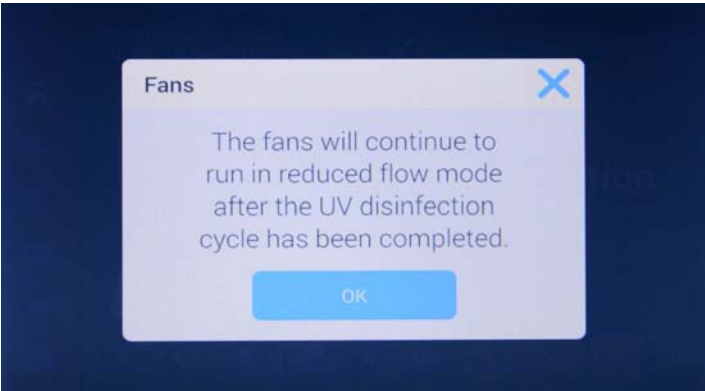 Fans
The fans will continue to
run in reduced flow mode
after the UV disinfection
cycle has been completed.
OK